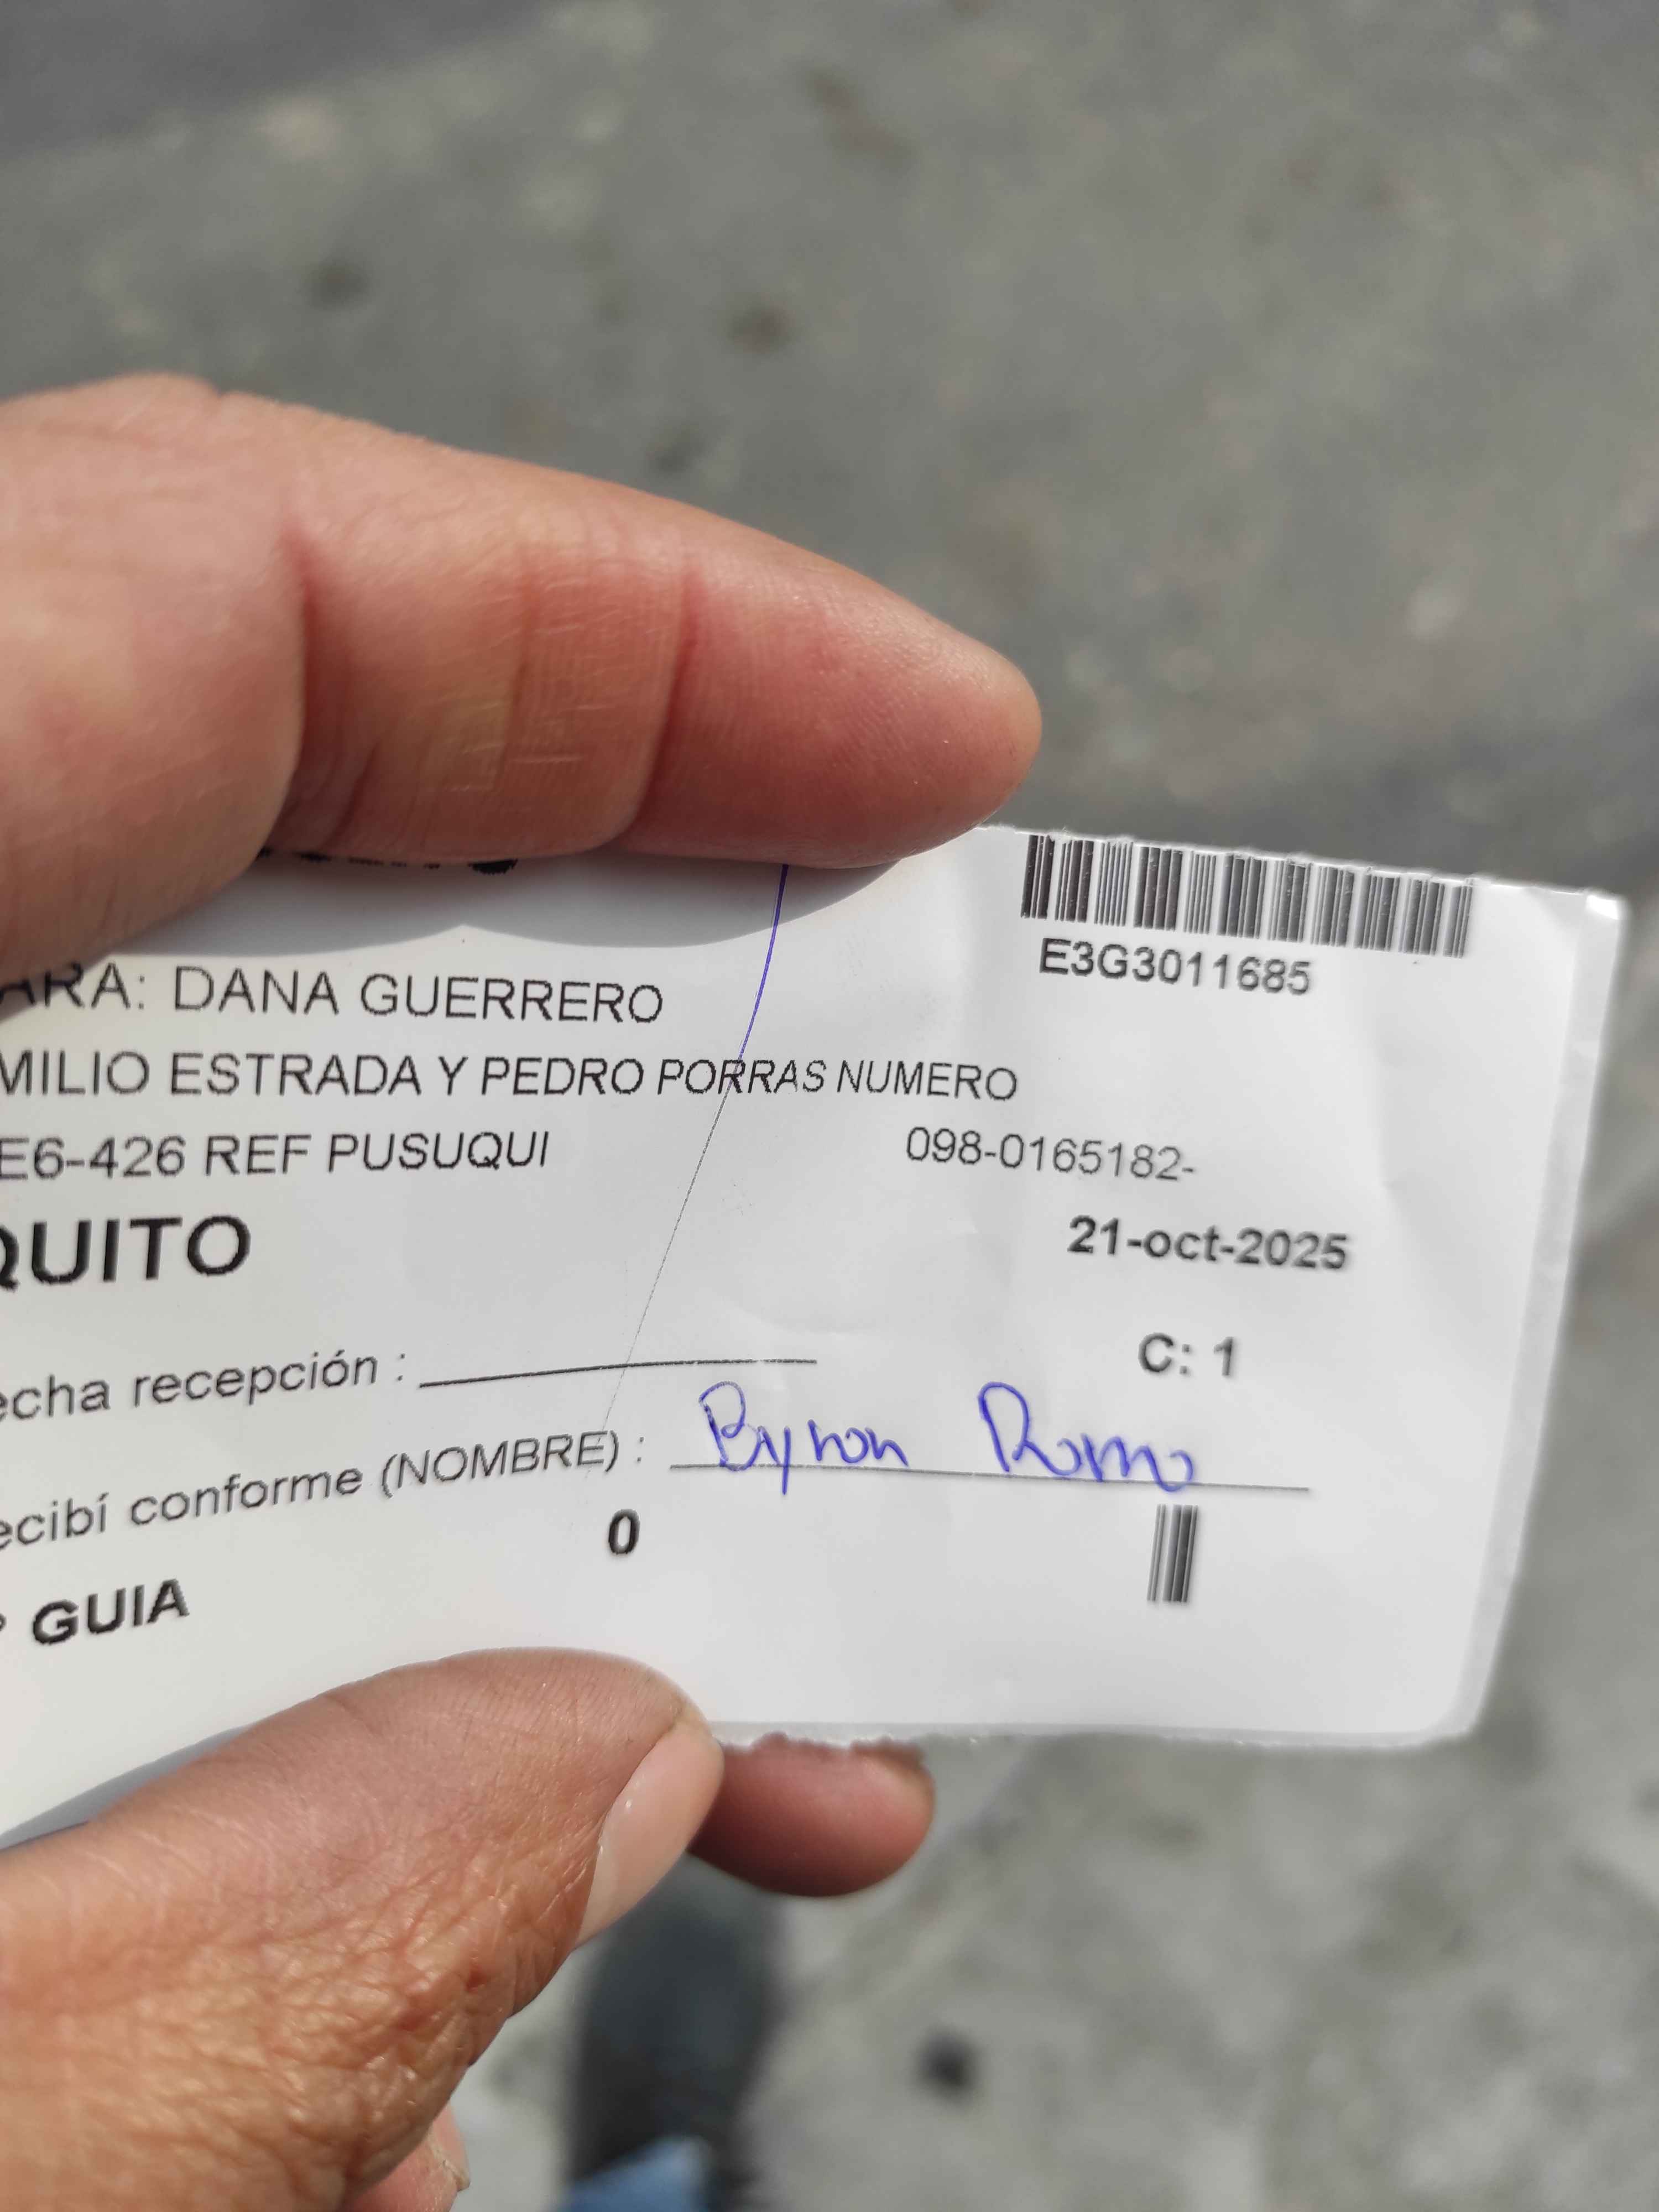 ARA: DANA GUERRERO
E3G3011685
MILIO ESTRADA Y PEDRO PORRAS NUMERO
E6-426 REF PUSUQUI 098-0165182-
QUITO
21-oct-2025
C: 1
echa recepción :
ecibí conforme (NOMBRE) : Byron Romo
0
GUIA